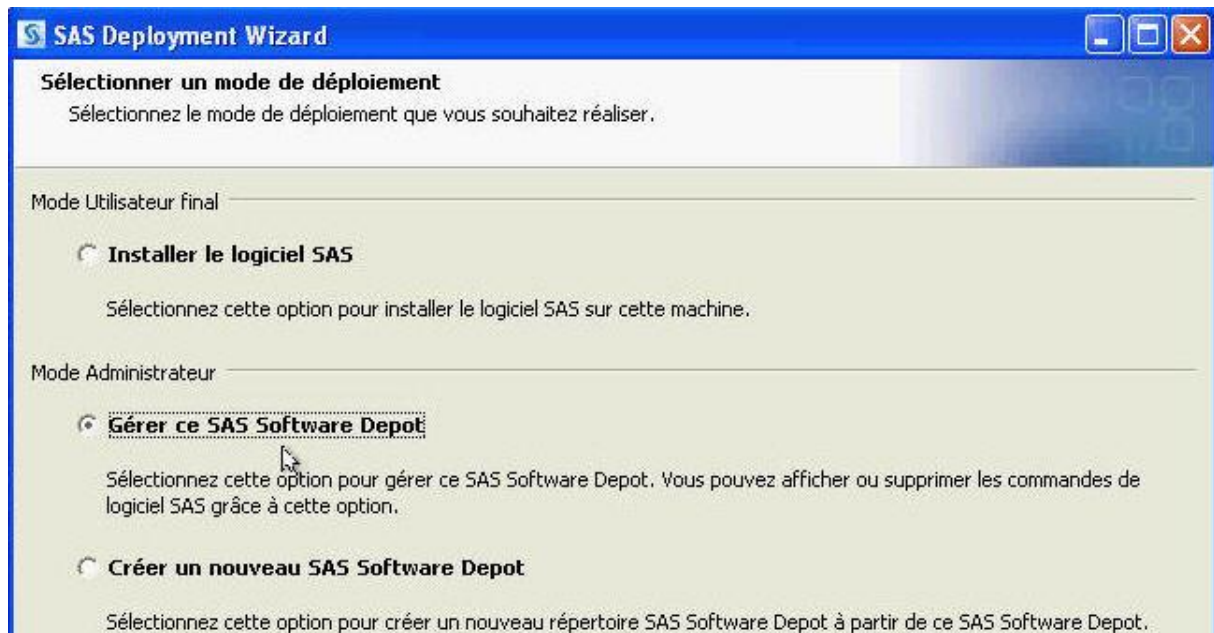 SAS Deployment Wizard
Sélectionner un mode de déploiement
Sélectionnez le mode de déploiement que vous souhaitez réaliser.
Mode Utilisateur final
Installer le logiciel SAS
Sélectionnez cette option pour installer le logiciel SAS sur cette machine.
Mode Administrateur
Gérer ce SAS Software Depot
Sélectionnez cette option pour gérer ce SAS Software Depot. Vous pouvez afficher ou supprimer les commandes de
logiciel SAS grâce à cette option.
Créer un nouveau SAS Software Depot
Sélectionnez cette option pour créer un nouveau répertoire SAS Software Depot à partir de ce SAS Software Depot.